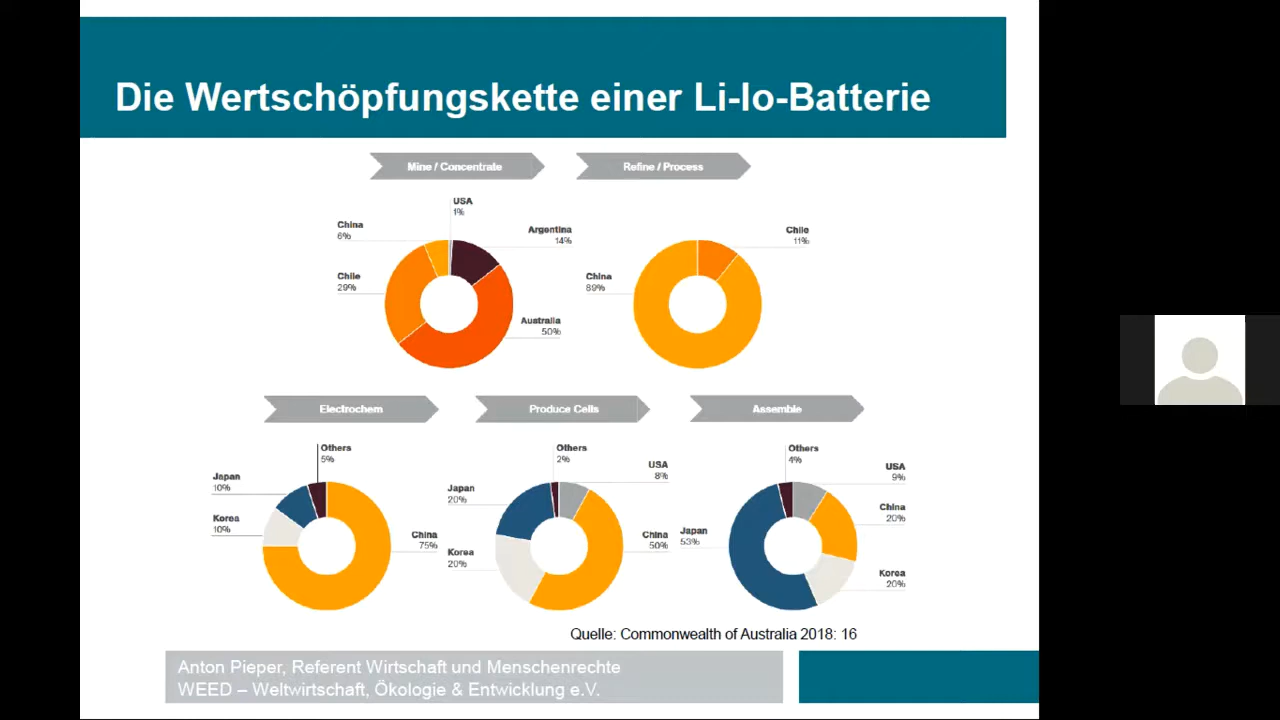 Die Wertschöpfungskette einer Li-Io-Batterie
Mine / Concentrate
Refine / Process
USA
1%
China
6%
Argentina
14%
Chile
29%
Australia
50%
Chile
11%
China
89%
Electrochem
Produce Cells
Assemble
Others
5%
Japan
10%
Korea
10%
China
75%
Others
2%
USA
8%
Japan
20%
China
50%
Korea
20%
Others
4%
USA
9%
China
20%
Japan
53%
Korea
20%
Quelle: Commonwealth of Australia 2018: 16
Anton Pieper, Referent Wirtschaft und Menschenrechte
WEED – Weltwirtschaft, Ökologie & Entwicklung e.V.